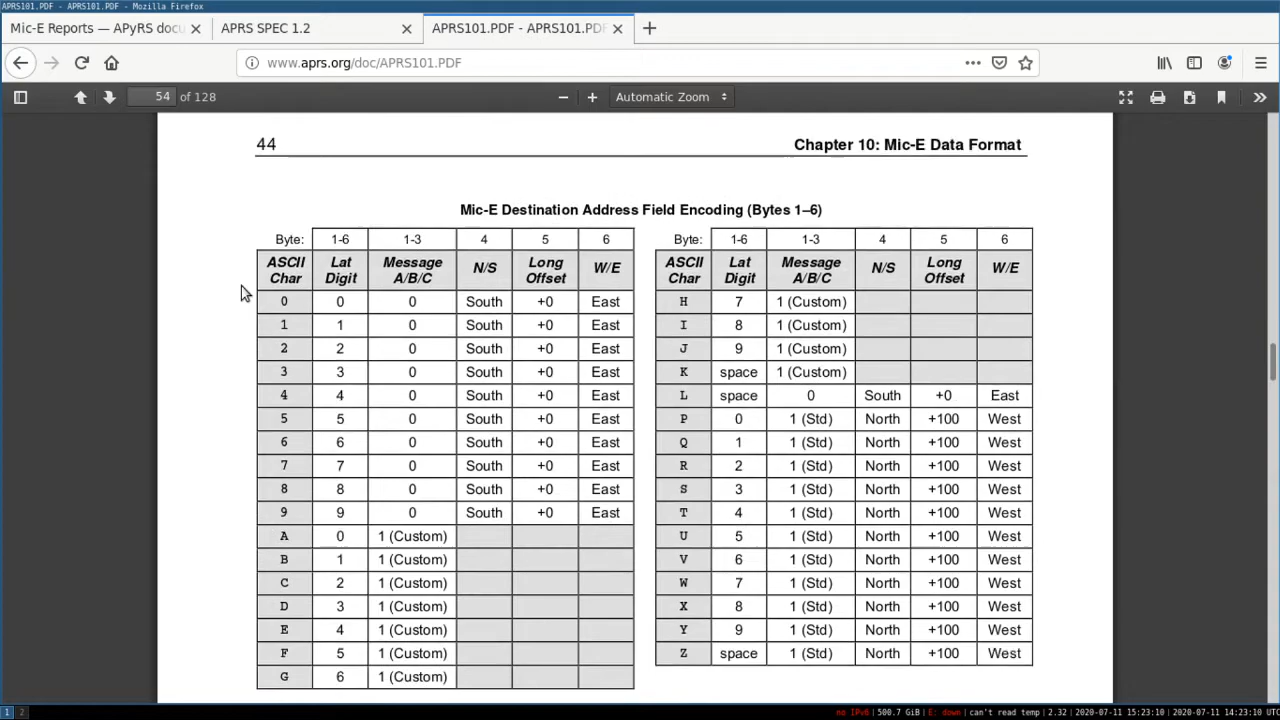 APRS101.PDF - APRS101.PDF - Mozilla Firefox
Mic-E Reports — APyRS docu
APRS SPEC 1.2
APRS101.PDF - APRS101.PDF
www.aprs.org/doc/APRS101.PDF
54 of 128
Automatic Zoom
44 Chapter 10: Mic-E Data Format
Mic-E Destination Address Field Encoding (Bytes 1–6)
Byte: 1-6 1-3 4 5 6
ASCII Char Lat Digit Message A/B/C N/S Long Offset W/E
0 0 0 South +0 East
1 1 0 South +0 East
2 2 0 South +0 East
3 3 0 South +0 East
4 4 0 South +0 East
5 5 0 South +0 East
6 6 0 South +0 East
7 7 0 South +0 East
8 8 0 South +0 East
9 9 0 South +0 East
A 0 1 (Custom)
B 1 1 (Custom)
C 2 1 (Custom)
D 3 1 (Custom)
E 4 1 (Custom)
F 5 1 (Custom)
G 6 1 (Custom)
Byte: 1-6 1-3 4 5 6
ASCII Char Lat Digit Message A/B/C N/S Long Offset W/E
H 7 1 (Custom)
I 8 1 (Custom)
J 9 1 (Custom)
K space 1 (Custom)
L space 0 South +0 East
P 0 1 (Std) North +100 West
Q 1 1 (Std) North +100 West
R 2 1 (Std) North +100 West
S 3 1 (Std) North +100 West
T 4 1 (Std) North +100 West
U 5 1 (Std) North +100 West
V 6 1 (Std) North +100 West
W 7 1 (Std) North +100 West
X 8 1 (Std) North +100 West
Y 9 1 (Std) North +100 West
Z space 1 (Std) North +100 West
1 2 no IPv6 | 500.7 GiB | E: down | can't read temp | 2.32 | 2020-07-11 15:23:10 | 2020-07-11 14:23:10 UTC